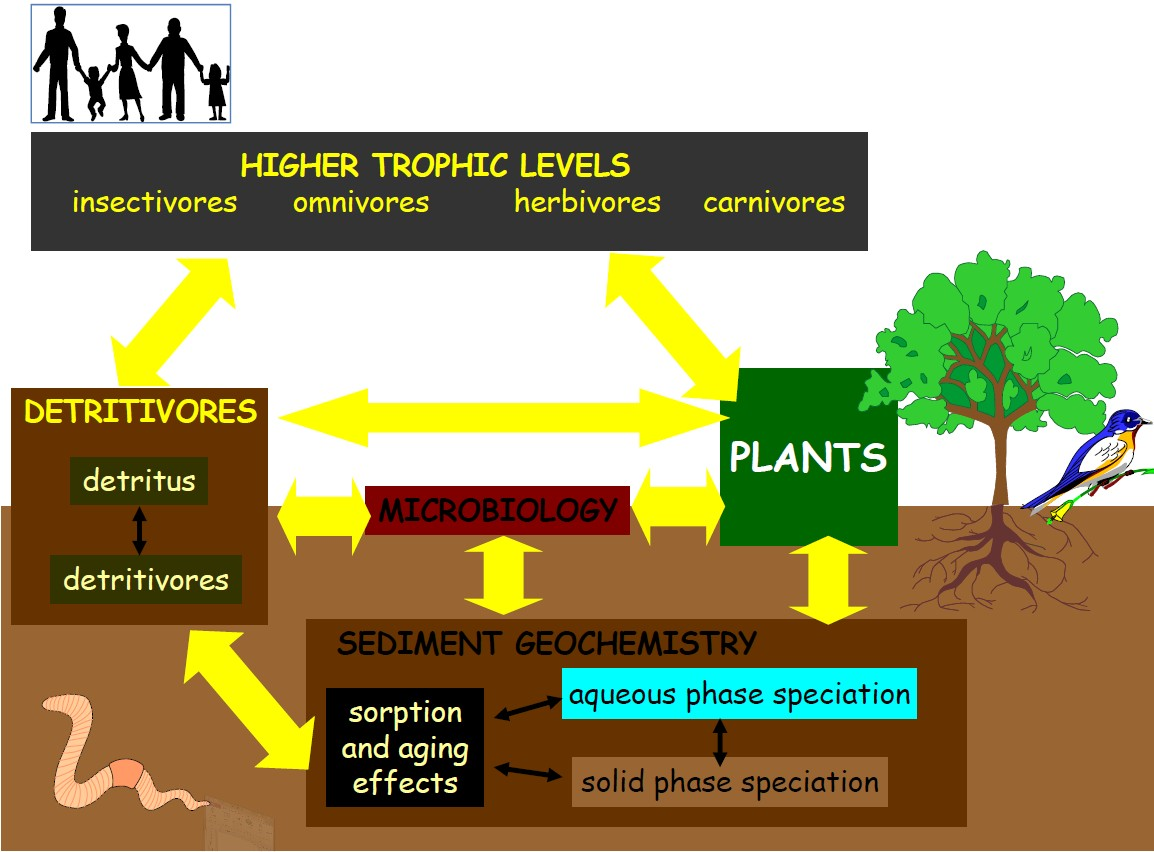 HIGHER TROPHIC LEVELS
insectivores omnivores herbivores carnivores
DETRITIVORES
detritus
detritivores
MICROBIOLOGY
PLANTS
SEDIMENT GEOCHEMISTRY
sorption
and aging
effects
aqueous phase speciation
solid phase speciation